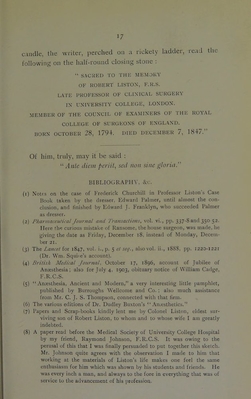 17
candle, the writer, perched on a rickety ladder, read the
following on the half-round closing stone :
" SACRED TO THE MEMORY
OF ROBERT LISTON, F.R.S.
LATE PROFESSOR OF CLINICAL SURGERY
IN UNIVERSITY COLLEGE, LONDON.
MEMBER OF THE COUNCIL OF EXAMINERS OF THE ROYAL
COLLEGE OF SURGEONS OF ENGLAND.
BORN OCTOBER 28, 1794. DIED DECEMBER 7, 1847."
Of him, truly, may it be said :
" Ante diem periit, sed non sine gloria."
BIBLIOGRAPHY, &c.
(1) Notes on the case of Frederick Churchill in Professor Liston's Case
Book taken by the dresser, Edward Palmer, until almost the con-
clusion, and finished by Edward J. Franklyn, who succeeded Palmer
as dresser.
(2) Pharmaceutical Journal and Transactions, vol. vi., pp. 337-8 and 350-52.
Here the curious mistake of Ransome, the house surgeon, was made, he
giving the date as Friday, December 18, instead of Monday, Decem-
ber 21.
(3) The Lancet for 1847, vol. i., p. 5 et seq., also vol. ii., 1888, pp. 1220-1221
(Dr. Wm. Squire's account).
(4) British Medical Journal, October 17, 1896, account of Jubilee of
Anæsthesia : also for July 4, 1903, obituary notice of William Cadge,
F.R.C.S.
(5) " Anæsthesia, Ancient and Modern," a very interesting little pamphlet,
published by Burroughs Wellcome and Co. : also much assistance
from Mr. C. J. S. Thompson, connected with that firm.
(6) The various editions of Dr. Dudley Buxton's " Anæsthetics."
(7) Papers and Scrap-books kindly lent me by Colonel Liston, eldest sur-
viving son of Robert Liston, to whom and to whose wife I am greatly
indebted.
(8) A paper read before the Medical Society of University College Hospital
by my friend, Raymond Johnson, F.R.C.S. It was owing to the
perusal of this that I was finally persuaded to put together this sketch.
Mr. Johnson quite agrees with the observation I made to him that
working at the materials of Liston's life makes one feel the same
enthusiasm for him which was shown by his students and friends. He
was every inch a man, and always to the fore in everything that was of
service to the advancement of his profession.